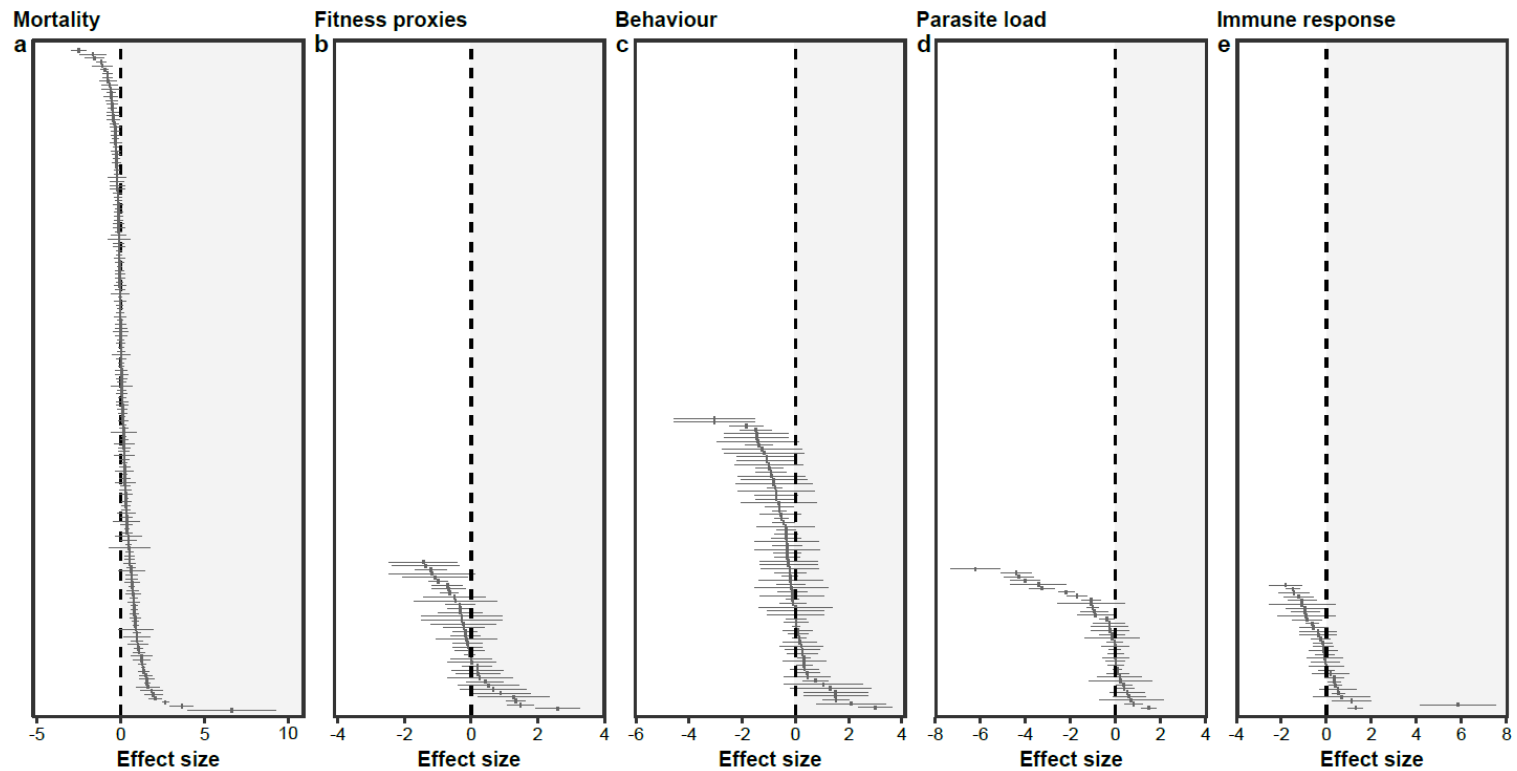 Mortality Fitness proxies Behaviour Parasite load Immune response
a b c d e
-5 0 5 10 -4 -2 0 2 4 -6 -4 -2 0 2 4 -8 -6 -4 -2 0 2 4 -4 -2 0 2 4 6 8
Effect size Effect size Effect size Effect size Effect size